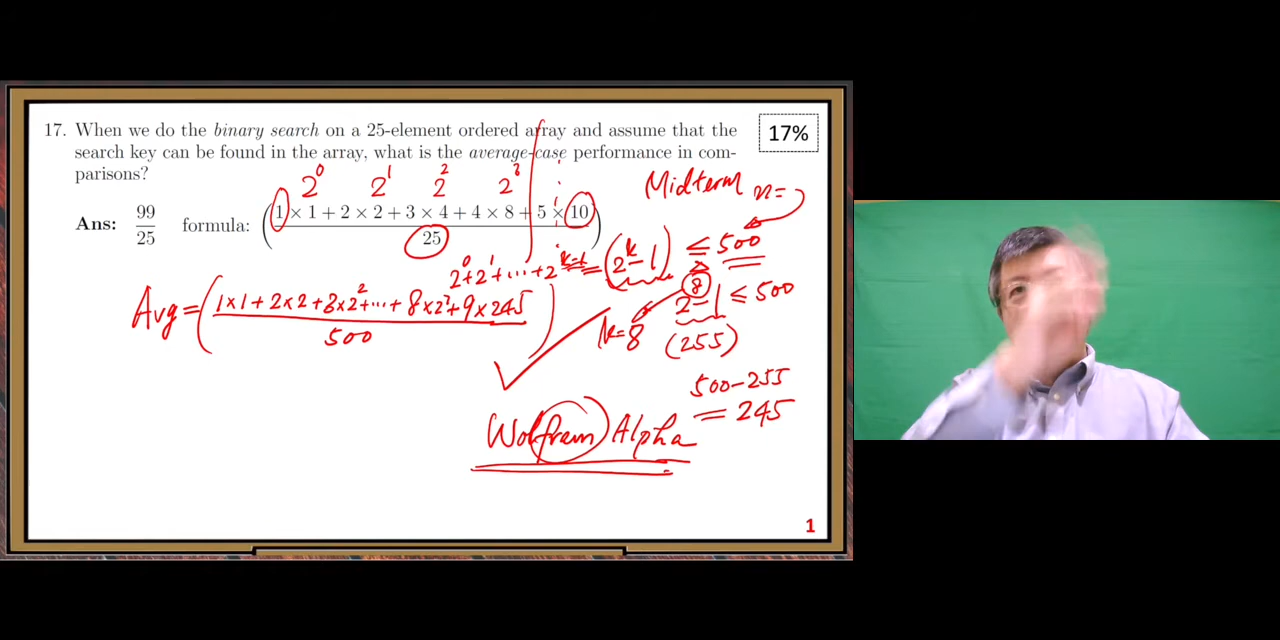 17. When we do the binary search on a 25-element ordered array and assume that the
search key can be found in the array, what is the average-case performance in com-
parisons?
17%
2^0 2^1 2^2 2^3
Midterm n=
Ans: 99/25 formula: ( (1 × 1 + 2 × 2 + 3 × 4 + 4 × 8 + 5 × 10) / 25 )
2^0+2^1+....+2^k-1 = (2^k-1) ≤ 500
2^8-1 ≤ 500
k=8 (255)
Avg = ( (1×1+2×2+3×2^2+...+8×2^7+9×245) / 500 )
500-255
= 245
Wolfram Alpha
1